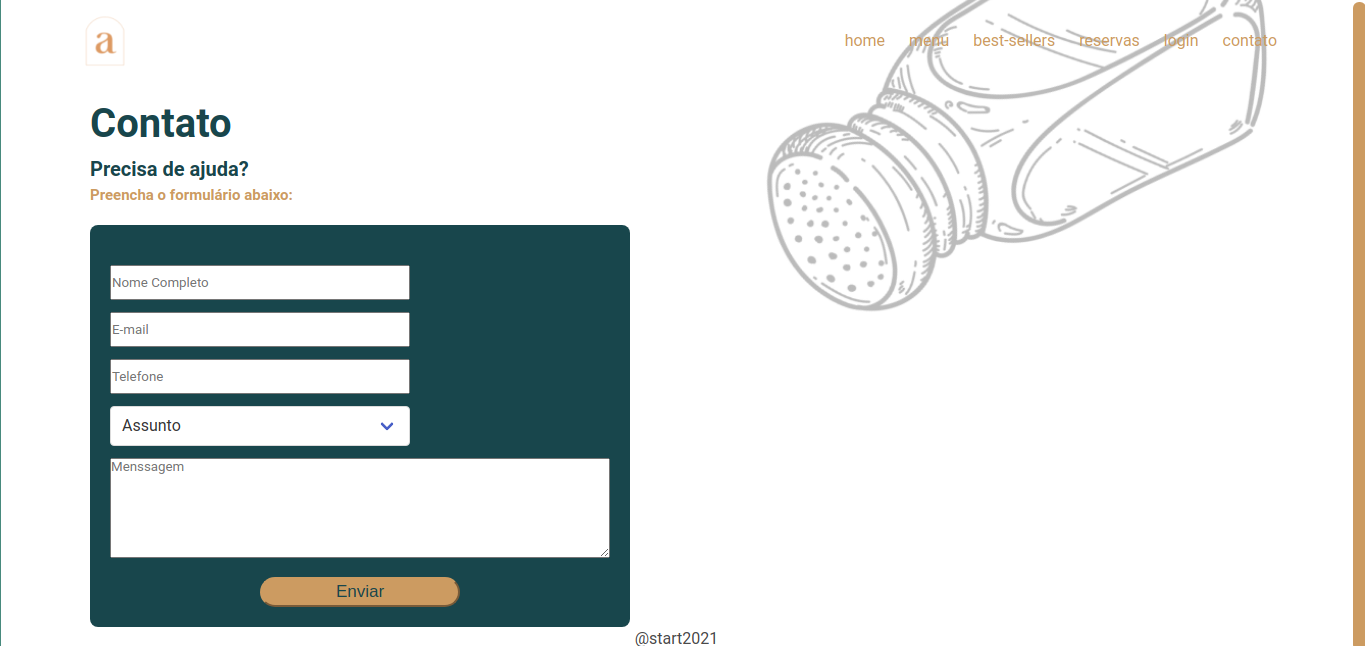 a
home menu best-sellers reservas login contato
Contato
Precisa de ajuda?
Preencha o formulário abaixo:
Nome Completo
E-mail
Telefone
Assunto
Menssagem
Enviar
@start2021